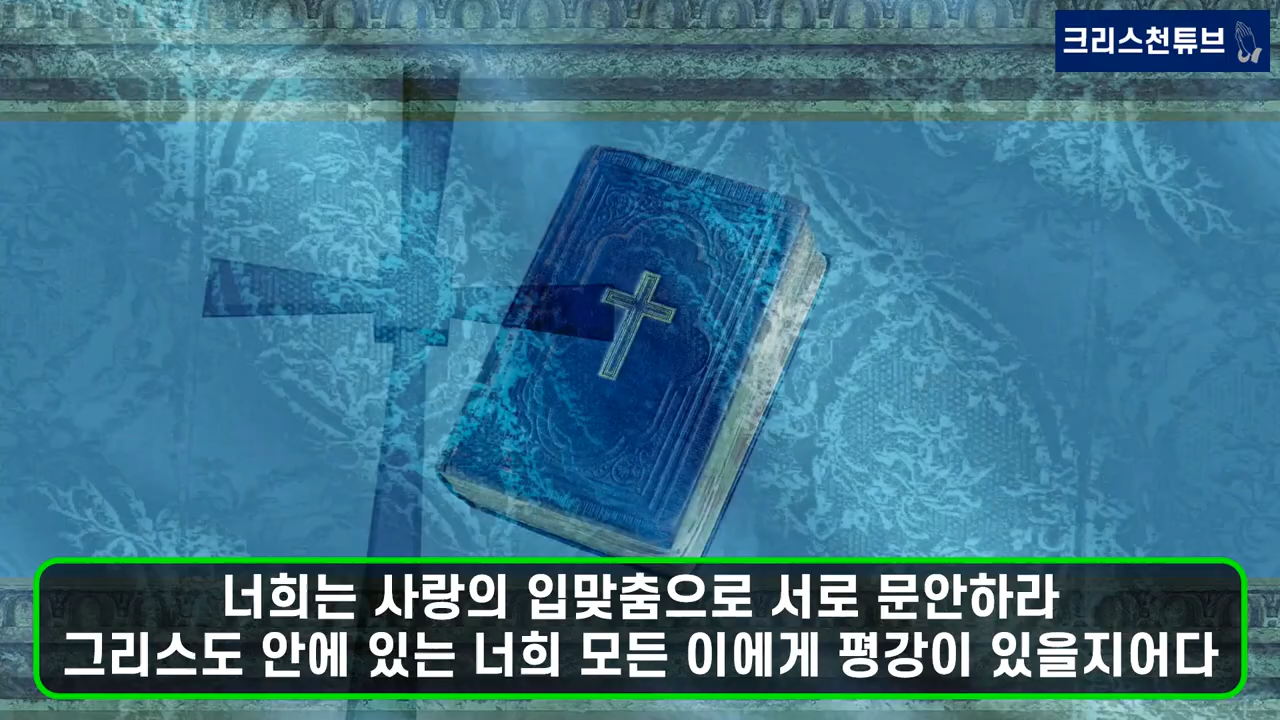 크리스천튜브
너희는 사랑의 입맞춤으로 서로 문안하라
그리스도 안에 있는 너희 모든 이에게 평강이 있을지어다